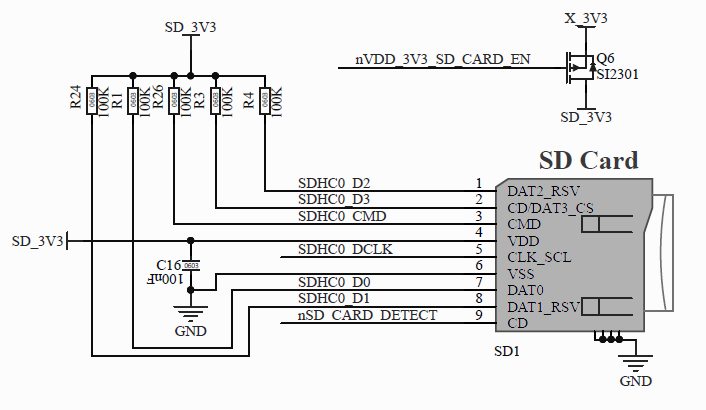 SD_3V3
X_3V3
nVDD_3V3_SD_CARD_EN
Q6
SI2301
SD_3V3
R24 0603 100K
R1 0603 100K
R26 0603 100K
R3 0603 100K
R4 0603 100K
SD Card
SDHC0_D2 1 DAT2_RSV
SDHC0_D3 2 CD/DAT3_CS
SDHC0_CMD 3 CMD
SD_3V3 4 VDD
SDHC0_DCLK 5 CLK_SCL
C16 0603 100nF
6 VSS
SDHC0_D0 7 DAT0
SDHC0_D1 8 DAT1_RSV
nSD_CARD_DETECT 9 CD
GND
SD1
GND